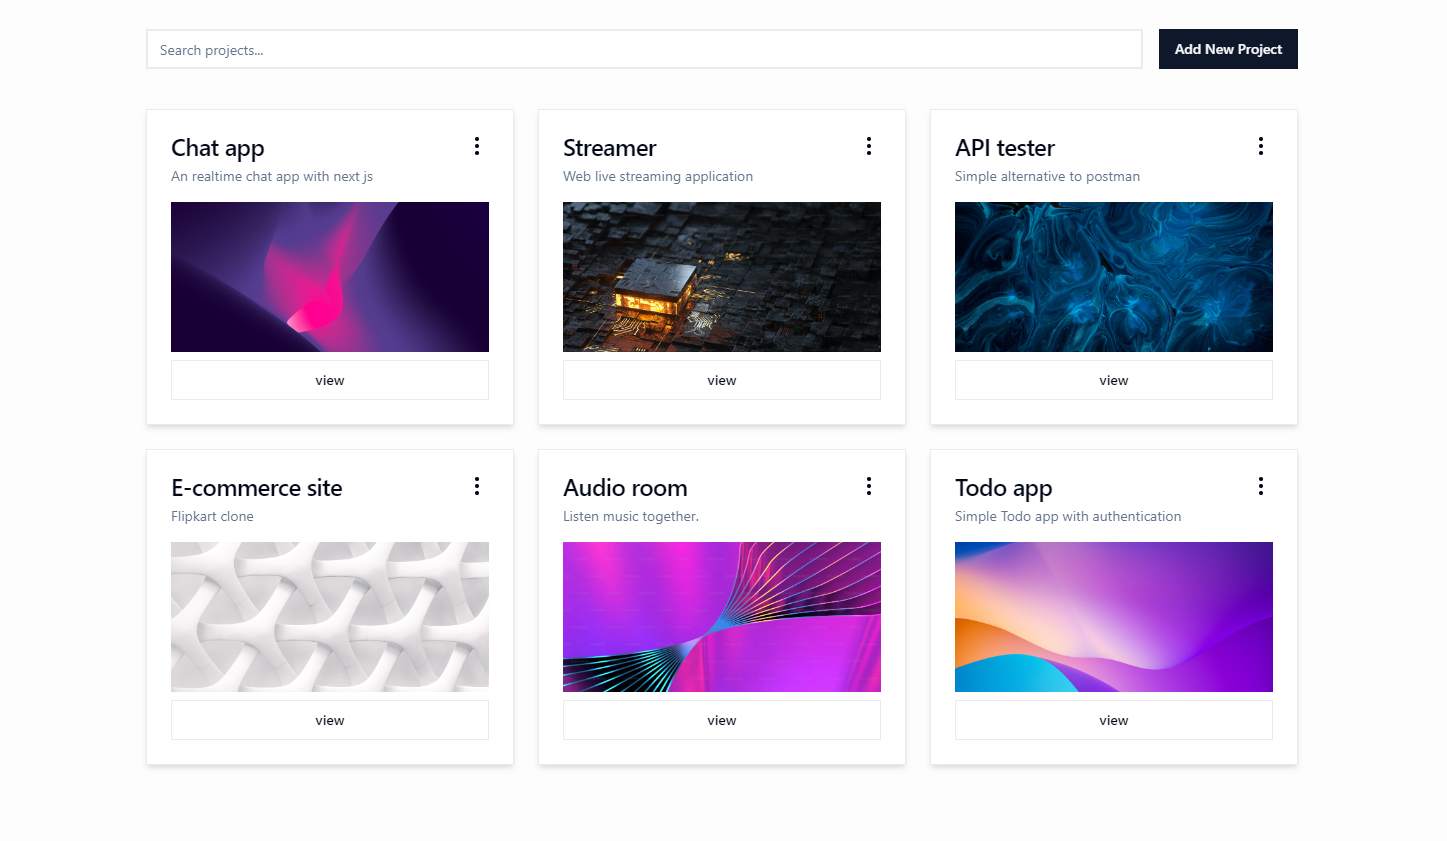 Search projects...
Add New Project
Chat app
An realtime chat app with next js
view
Streamer
Web live streaming application
view
API tester
Simple alternative to postman
view
E-commerce site
Flipkart clone
view
Audio room
Listen music together.
view
Todo app
Simple Todo app with authentication
view